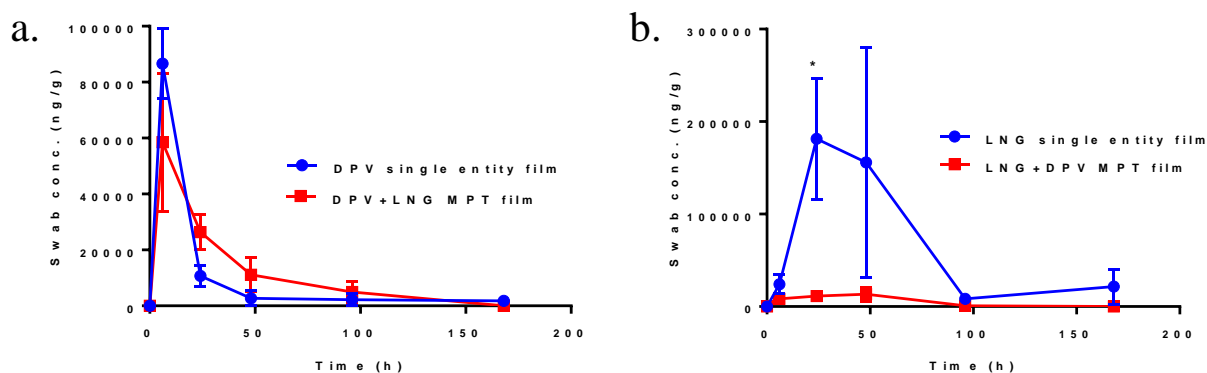 a.
100000
80000
60000
40000
20000
0
Swab conc. (ng/g)
DPV single entity film
DPV+LNG MPT film
0 50 100 150 200
Time (h)
b.
300000
200000
100000
0
Swab conc. (ng/g)
*
LNG single entity film
LNG+DPV MPT film
0 50 100 150 200
Time (h)